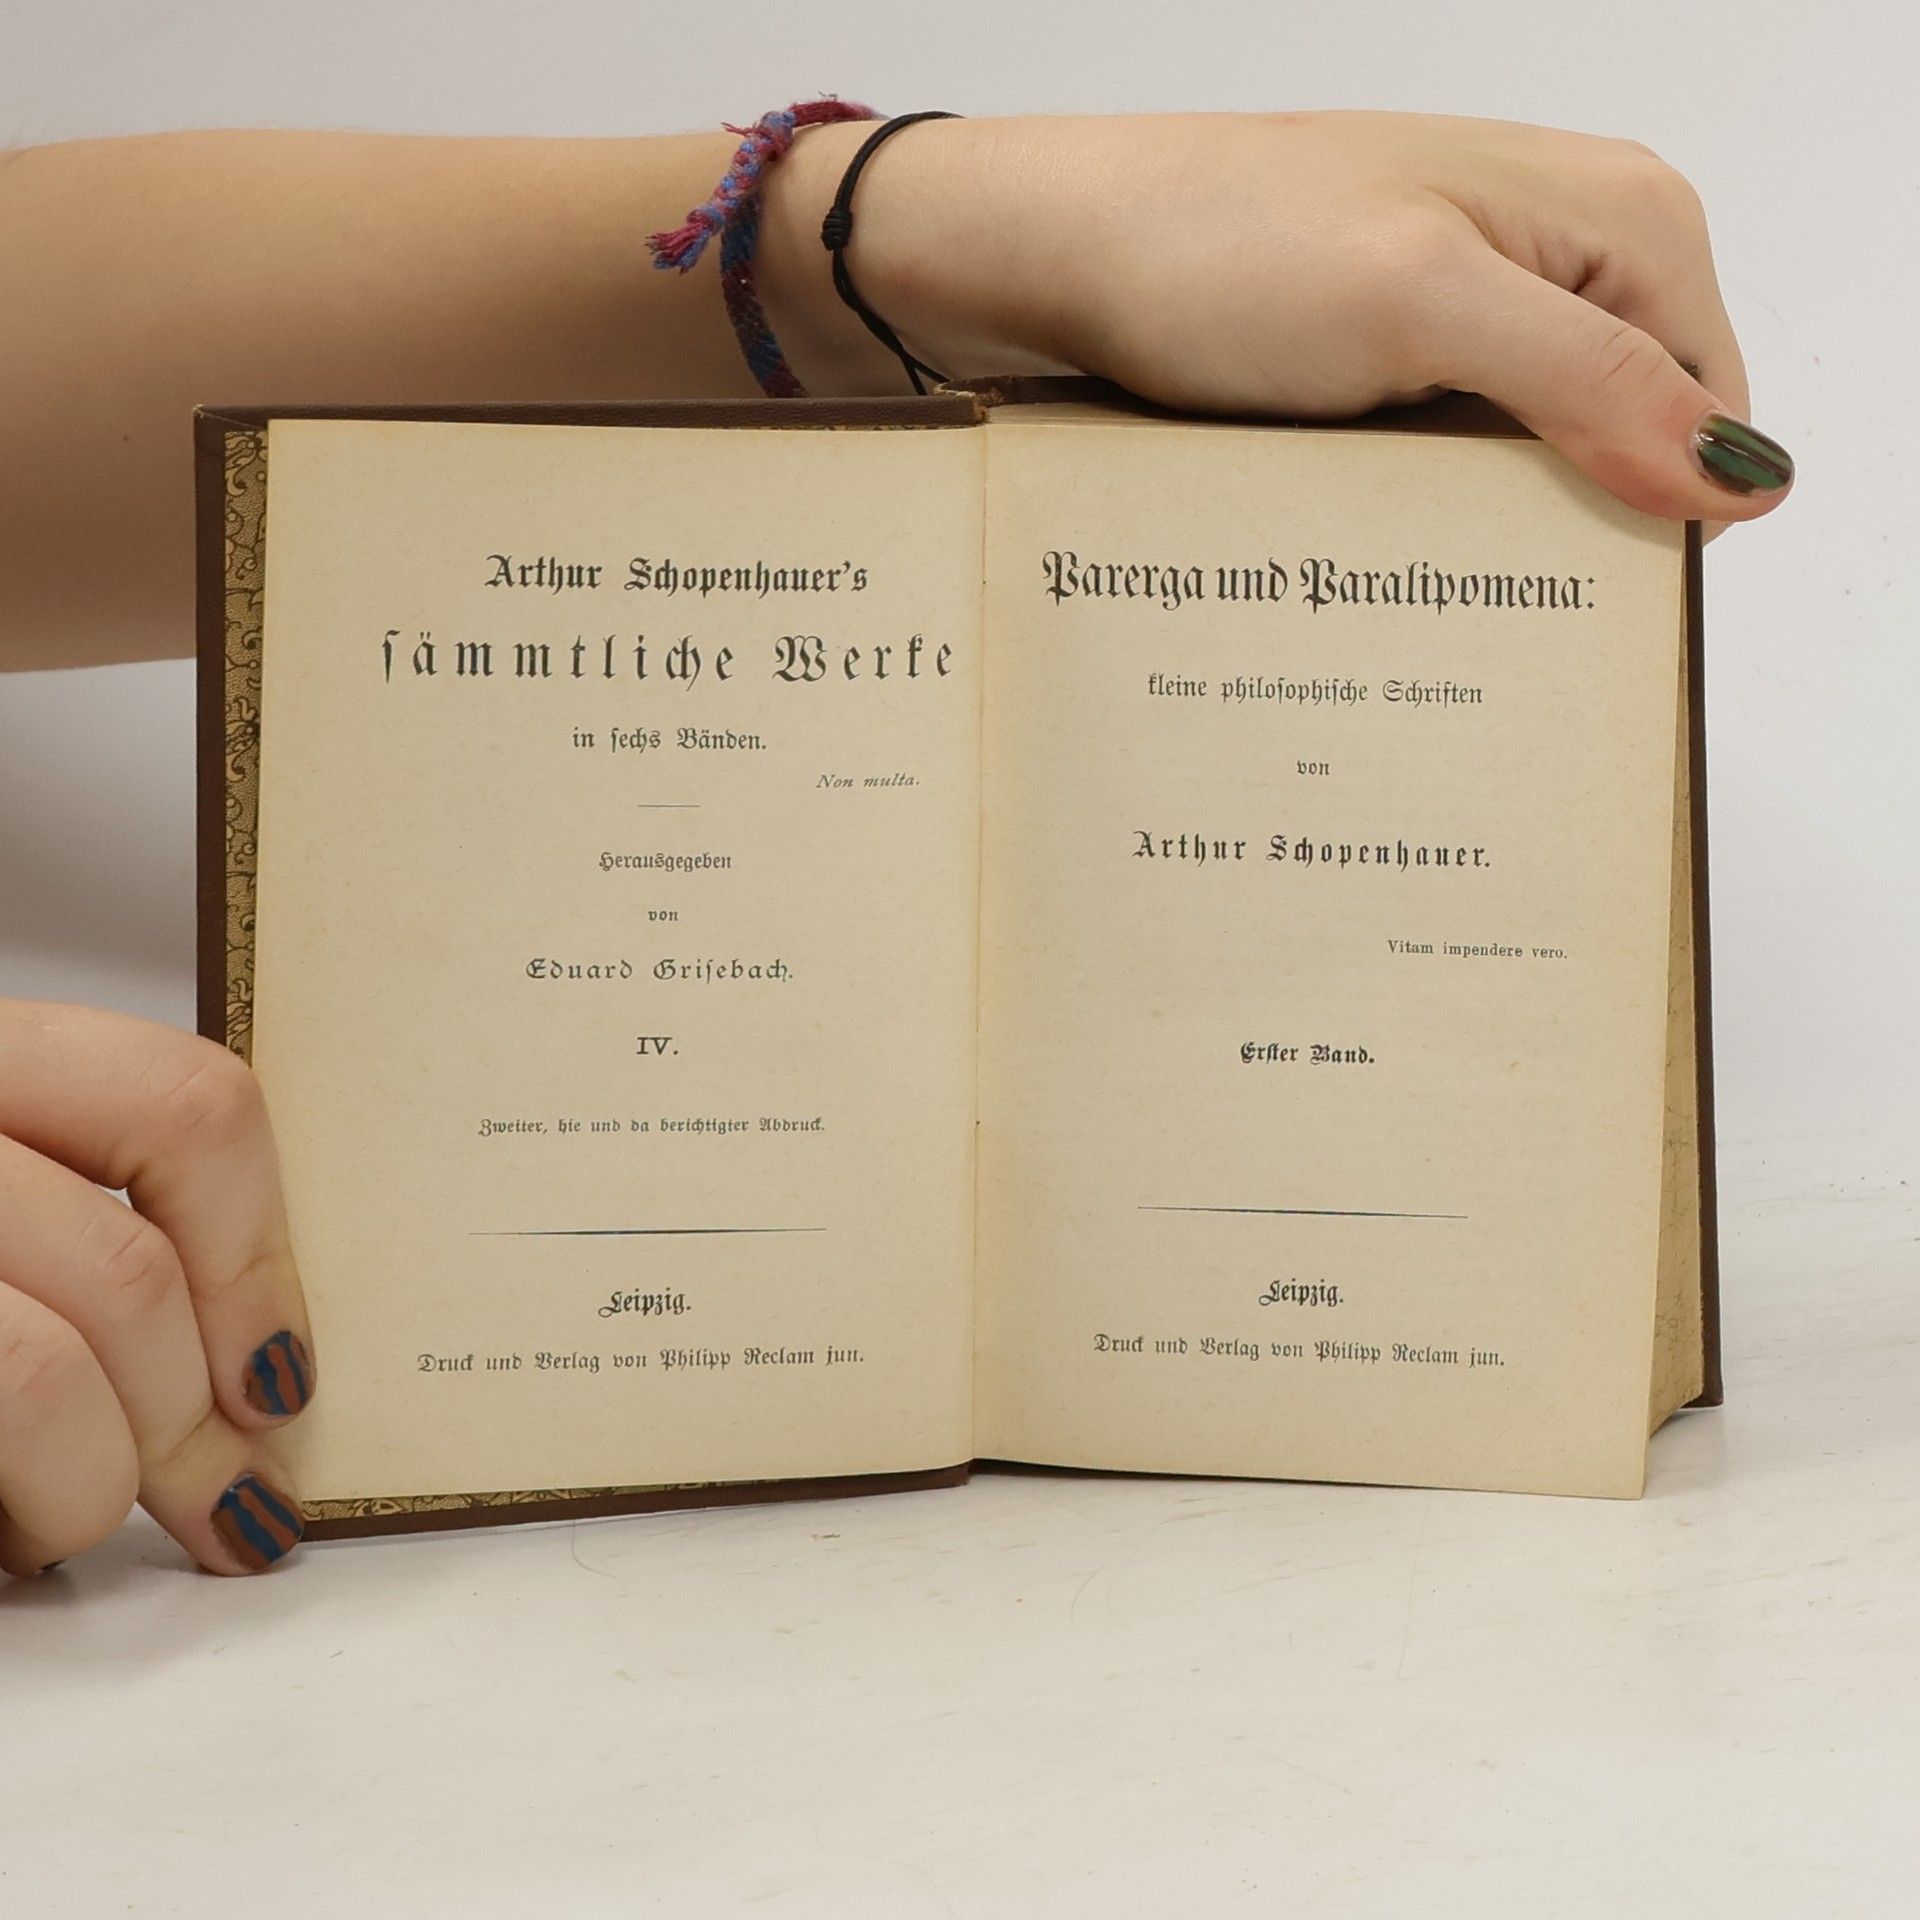 Arthur Schopenhauer's
ſämmtliche Werke
in ſechs Bänden.
Non multa.
Herausgegeben
von
Eduard Griſebach.
IV.
Zweiter, hie und da berichtigter Abdruck.
Leipzig.
Druck und Verlag von Philipp Reclam jun.
Parerga und Paralipomena:
kleine philoſophiſche Schriften
von
Arthur Schopenhauer.
Vitam impendere vero.
Erſter Band.
Leipzig.
Druck und Verlag von Philipp Reclam jun.